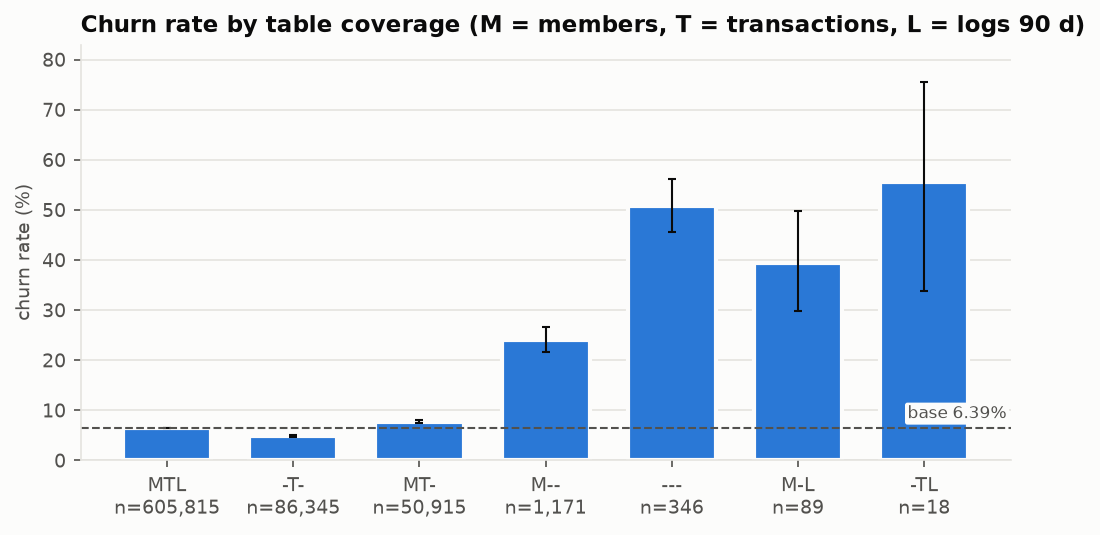 Churn rate by table coverage (M = members, T = transactions, L = logs 90 d)
churn rate (%)
80
70
60
50
40
30
20
10
0
base 6.39%
MTL
n=605,815
-T-
n=86,345
MT-
n=50,915
M--
n=1,171
---
n=346
M-L
n=89
-TL
n=18